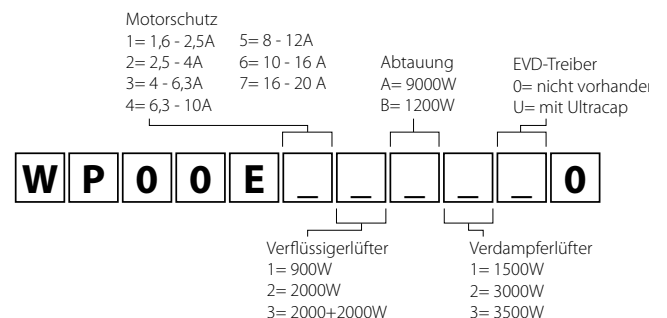 Motorschutz
1= 1,6 - 2,5A
2= 2,5 - 4A
3= 4 - 6,3A
4= 6,3 - 10A
5= 8 - 12A
6= 10 - 16 A
7= 16 - 20 A
Abtauung
A= 9000W
B= 1200W
EVD-Treiber
0= nicht vorhanden
U= mit Ultracap
W P 0 0 E _ _ _ _ _ 0
Verflüssigerlüfter
1= 900W
2= 2000W
3= 2000+2000W
Verdampferlüfter
1= 1500W
2= 3000W
3= 3500W